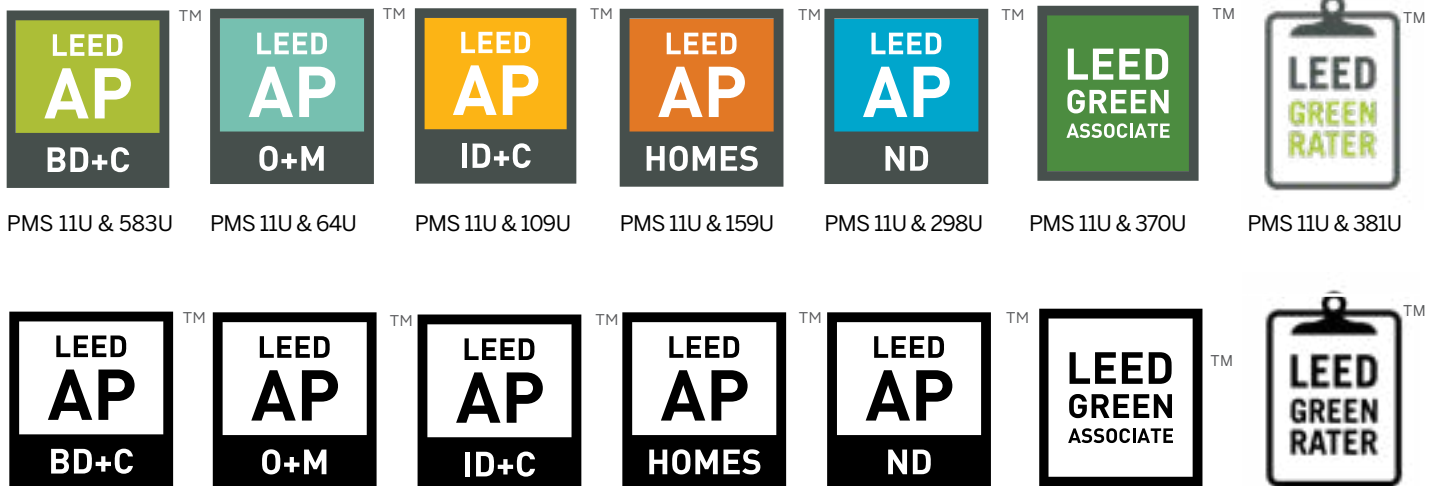 LEED
AP
BD+C
TM
LEED
AP
O+M
TM
LEED
AP
ID+C
TM
LEED
AP
HOMES
TM
LEED
AP
ND
TM
LEED
GREEN
ASSOCIATE
TM
LEED
GREEN
RATER
TM
PMS 11U & 583U
PMS 11U & 64U
PMS 11U & 109U
PMS 11U & 159U
PMS 11U & 298U
PMS 11U & 370U
PMS 11U & 381U
LEED
AP
BD+C
TM
LEED
AP
O+M
TM
LEED
AP
ID+C
TM
LEED
AP
HOMES
TM
LEED
AP
ND
TM
LEED
GREEN
ASSOCIATE
TM
LEED
GREEN
RATER
TM